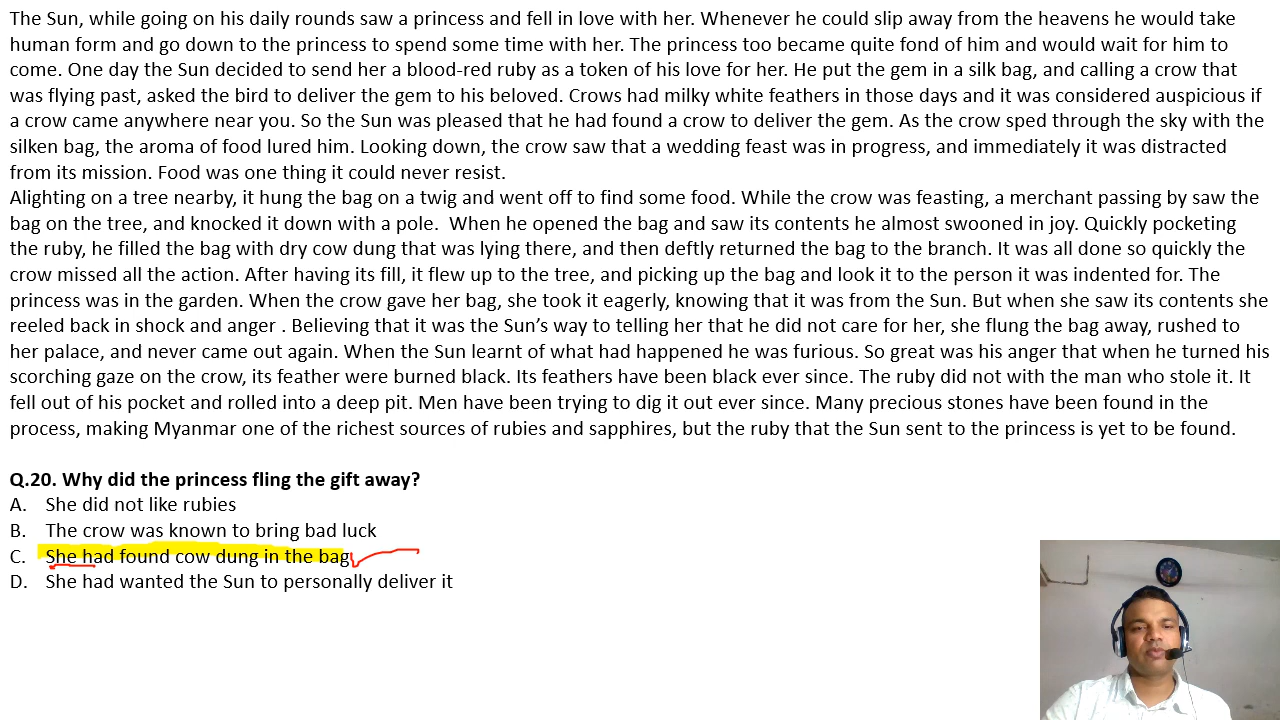 The Sun, while going on his daily rounds saw a princess and fell in love with her. Whenever he could slip away from the heavens he would take
human form and go down to the princess to spend some time with her. The princess too became quite fond of him and would wait for him to
come. One day the Sun decided to send her a blood-red ruby as a token of his love for her. He put the gem in a silk bag, and calling a crow that
was flying past, asked the bird to deliver the gem to his beloved. Crows had milky white feathers in those days and it was considered auspicious if
a crow came anywhere near you. So the Sun was pleased that he had found a crow to deliver the gem. As the crow sped through the sky with the
silken bag, the aroma of food lured him. Looking down, the crow saw that a wedding feast was in progress, and immediately it was distracted
from its mission. Food was one thing it could never resist.
Alighting on a tree nearby, it hung the bag on a twig and went off to find some food. While the crow was feasting, a merchant passing by saw the
bag on the tree, and knocked it down with a pole.  When he opened the bag and saw its contents he almost swooned in joy. Quickly pocketing
the ruby, he filled the bag with dry cow dung that was lying there, and then deftly returned the bag to the branch. It was all done so quickly the
crow missed all the action. After having its fill, it flew up to the tree, and picking up the bag and look it to the person it was indented for. The
princess was in the garden. When the crow gave her bag, she took it eagerly, knowing that it was from the Sun. But when she saw its contents she
reeled back in shock and anger . Believing that it was the Sun’s way to telling her that he did not care for her, she flung the bag away, rushed to
her palace, and never came out again. When the Sun learnt of what had happened he was furious. So great was his anger that when he turned his
scorching gaze on the crow, its feather were burned black. Its feathers have been black ever since. The ruby did not with the man who stole it. It
fell out of his pocket and rolled into a deep pit. Men have been trying to dig it out ever since. Many precious stones have been found in the
process, making Myanmar one of the richest sources of rubies and sapphires, but the ruby that the Sun sent to the princess is yet to be found.
Q.20. Why did the princess fling the gift away?
A. She did not like rubies
B. The crow was known to bring bad luck
C. She had found cow dung in the bag
D. She had wanted the Sun to personally deliver it